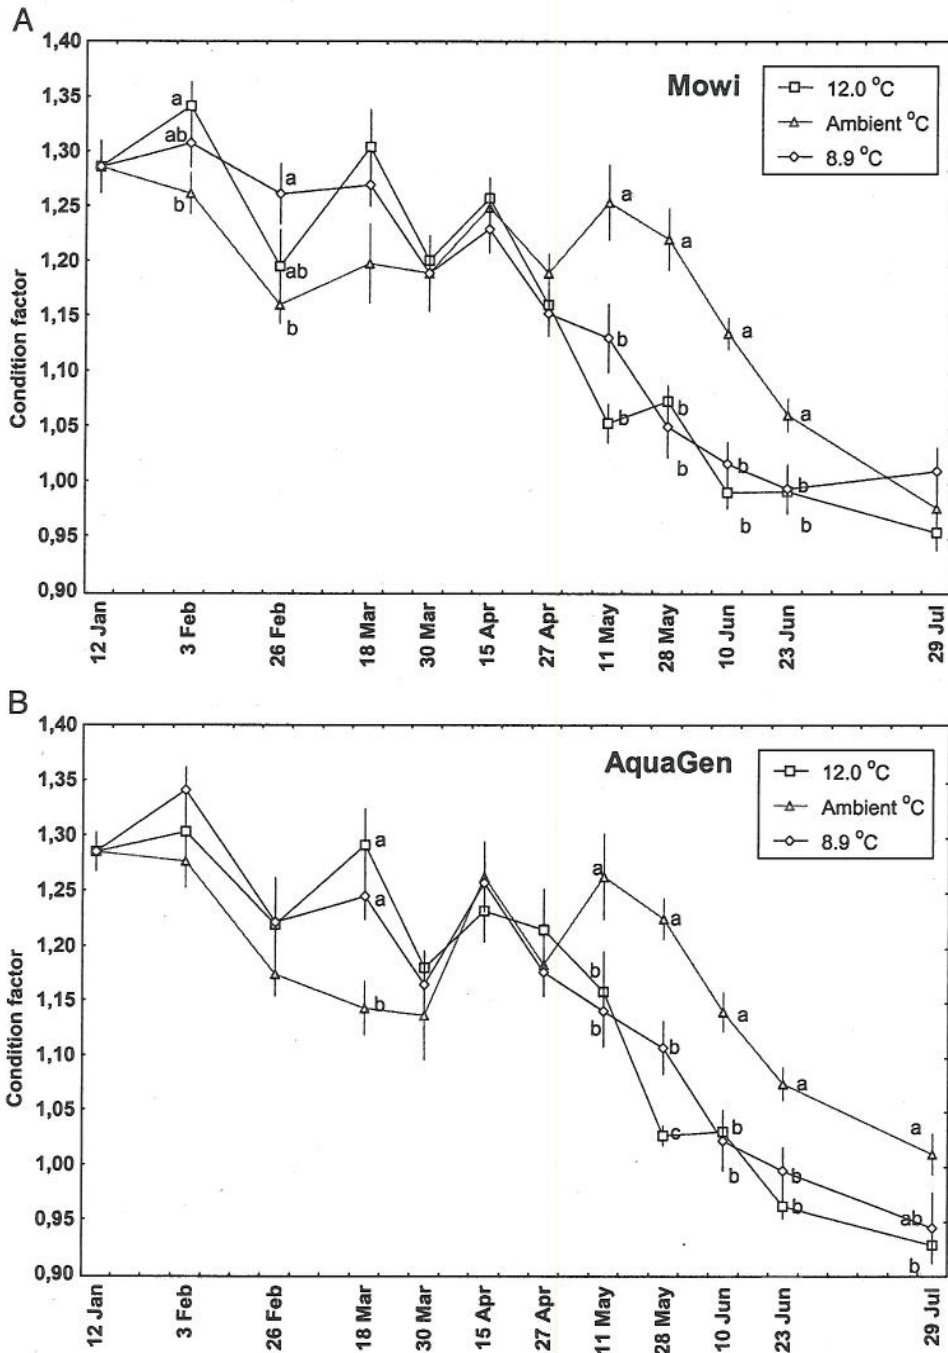 A
Mowi
12.0 °C
Ambient °C
8.9 °C
Condition factor
1,40
1,35
1,30
1,25
1,20
1,15
1,10
1,05
1,00
0,95
0,90
a
ab
b
a
ab
b
a
b
b
a
b
b
a
b
b
a
b
b
12 Jan
3 Feb
26 Feb
18 Mar
30 Mar
15 Apr
27 Apr
11 May
28 May
10 Jun
23 Jun
29 Jul
B
AquaGen
12.0 °C
Ambient °C
8.9 °C
Condition factor
1,40
1,35
1,30
1,25
1,20
1,15
1,10
1,05
1,00
0,95
0,90
a
a
b
a
b
b
a
b
c
a
b
b
a
b
b
a
ab
b
12 Jan
3 Feb
26 Feb
18 Mar
30 Mar
15 Apr
27 Apr
11 May
28 May
10 Jun
23 Jun
29 Jul